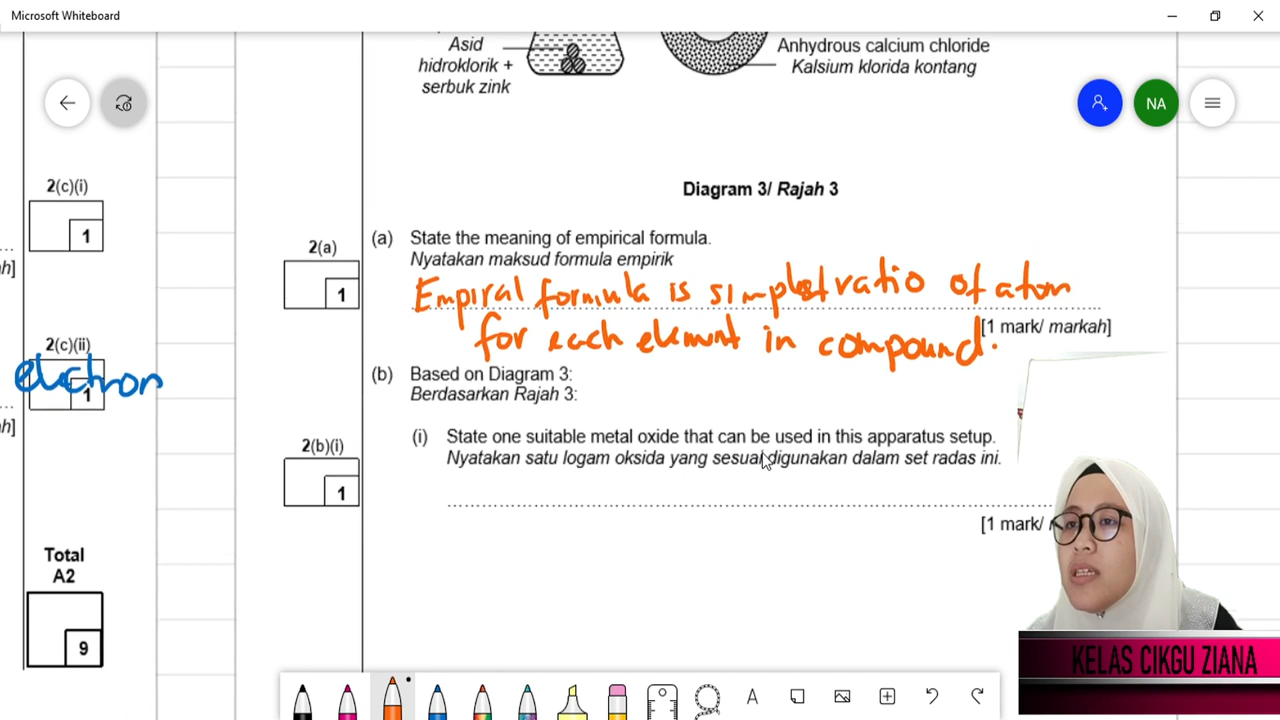 Microsoft Whiteboard
Asid
hidroklorik +
serbuk zink
Anhydrous calcium chloride
Kalsium klorida kontang
NA
Diagram 3/ Rajah 3
2(c)(i)
1
...
h]
2(c)(ii)
1
electron
...
h]
Total
A2
9
2(a)
1
(a) State the meaning of empirical formula.
Nyatakan maksud formula empirik
Empiral formula is simplest ratio of atom
[1 mark/ markah]
for each element in compound.
(b) Based on Diagram 3:
Berdasarkan Rajah 3:
2(b)(i)
1
(i) State one suitable metal oxide that can be used in this apparatus setup.
Nyatakan satu logam oksida yang sesuai digunakan dalam set radas ini.
[1 mark/
KELAS CIKGU ZIANA
A